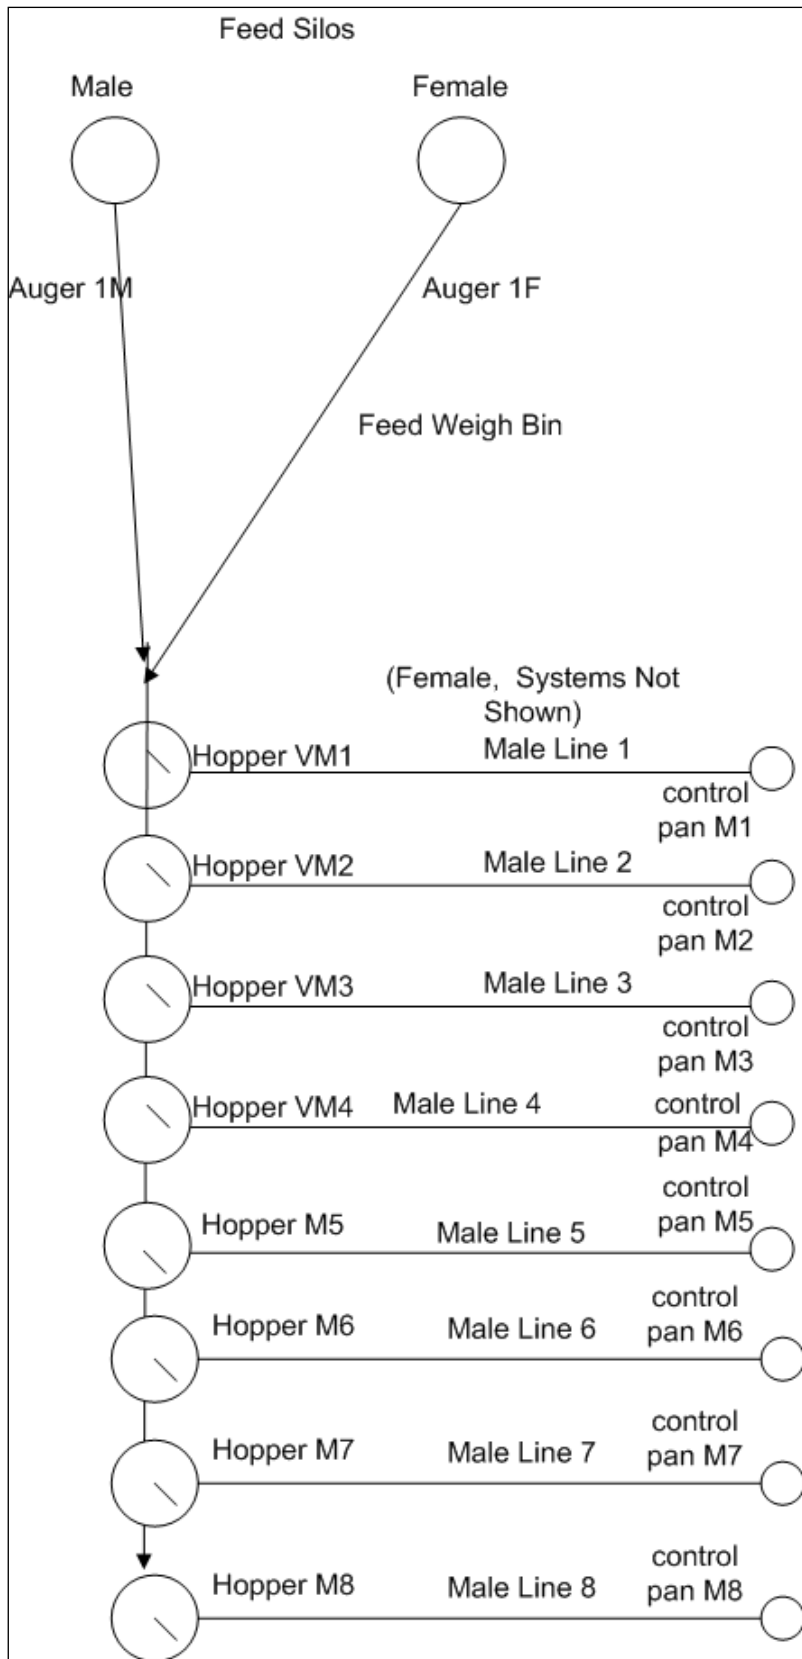 Feed Silos
Male
Female
Auger 1M
Auger 1F
Feed Weigh Bin
(Female,  Systems Not
Shown)
Hopper VM1
Male Line 1
control
pan M1
Hopper VM2
Male Line 2
control
pan M2
Hopper VM3
Male Line 3
control
pan M3
Hopper VM4
Male Line 4
control
pan M4
Hopper M5
Male Line 5
control
pan M5
Hopper M6
Male Line 6
control
pan M6
Hopper M7
Male Line 7
control
pan M7
Hopper M8
Male Line 8
control
pan M8